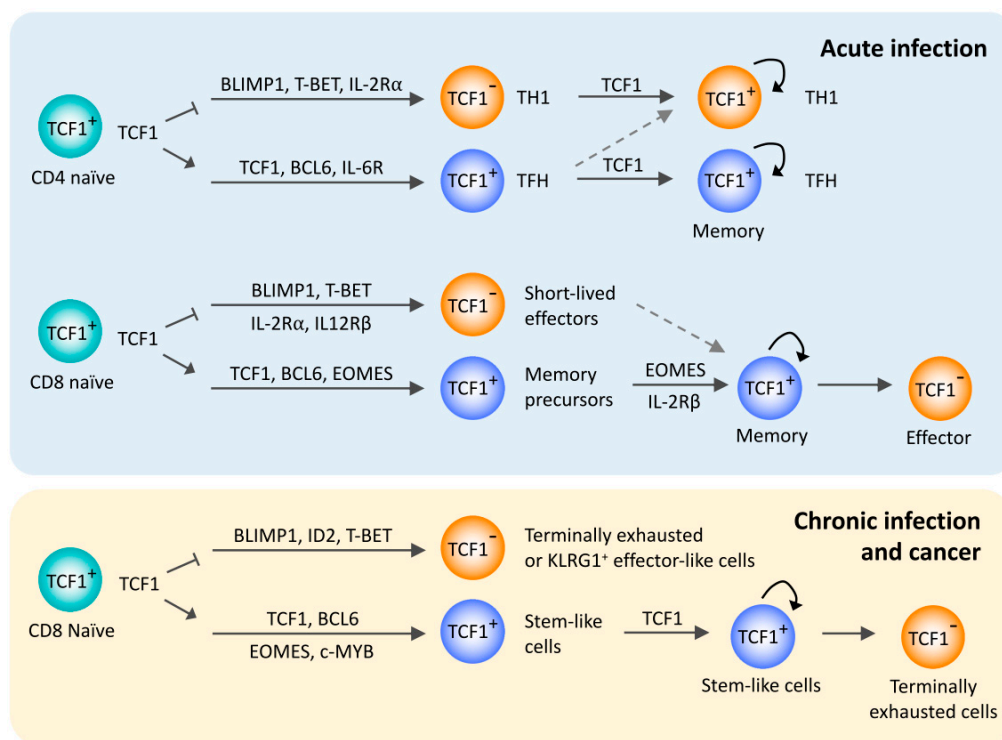 Acute infection
BLIMP1, T-BET, IL-2Rα
TCF1⁻ TH1
TCF1
TCF1⁺ TH1
TCF1⁺
TCF1
CD4 naïve
TCF1, BCL6, IL-6R
TCF1⁺ TFH
TCF1
TCF1⁺ TFH
Memory
BLIMP1, T-BET
IL-2Rα, IL12Rβ
TCF1⁻
Short-lived
effectors
TCF1⁺
TCF1
CD8 naïve
TCF1, BCL6, EOMES
TCF1⁺
Memory
precursors
EOMES
IL-2Rβ
TCF1⁺
Memory
TCF1⁻
Effector
Chronic infection
and cancer
BLIMP1, ID2, T-BET
TCF1⁻
Terminally exhausted
or KLRG1⁺ effector-like cells
TCF1⁺
TCF1
CD8 Naïve
TCF1, BCL6
EOMES, c-MYB
TCF1⁺
Stem-like
cells
TCF1
TCF1⁺
Stem-like cells
TCF1⁻
Terminally
exhausted cells